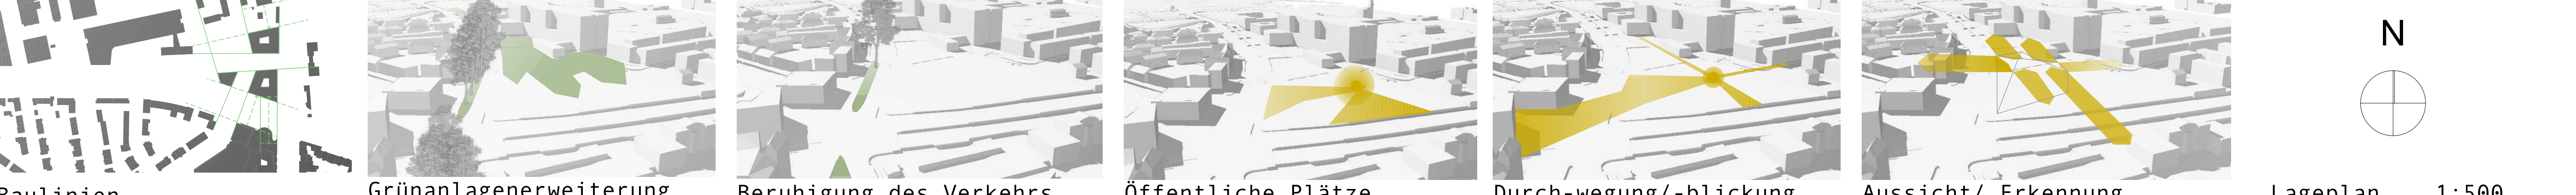 N
Baulinien
Grünanlagenerweiterung
Beruhigung des Verkehrs
Öffentliche Plätze
Durch-wegung/-blickung
Aussicht/ Erkennung
Lageplan 1:500